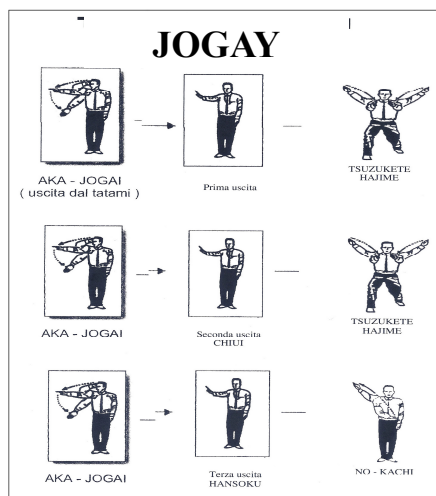 JOGAY
AKA - JOGAI
( uscita dal tatami )
Prima uscita
TSUZUKETE
HAJIME
AKA - JOGAI
Seconda uscita
CHIUI
TSUZUKETE
HAJIME
AKA - JOGAI
Terza uscita
HANSOKU
NO - KACHI